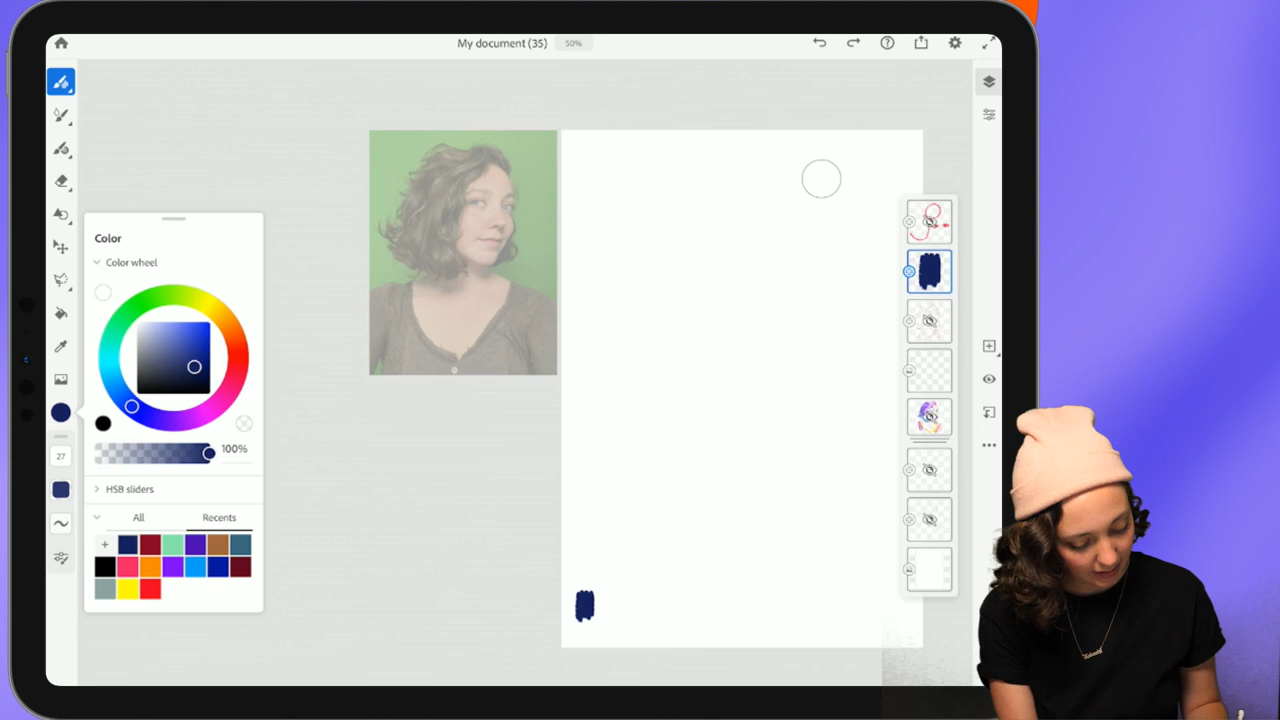 My document (35)
50%
Color
Color wheel
100%
HSB sliders
All
Recents
27